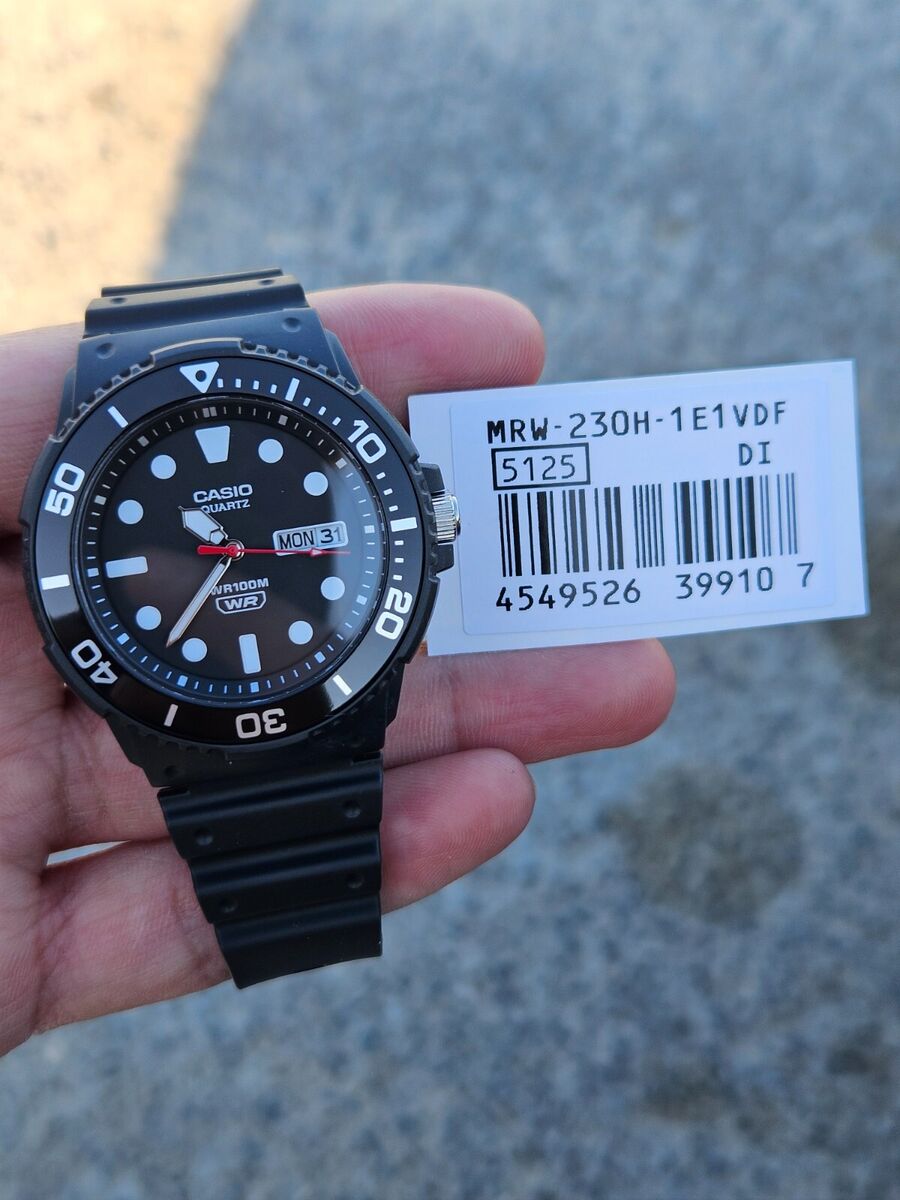 10
20
30
40
50
CASIO
QUARTZ
MON 31
WR100M
WR
MRW-230H-1E1VDF
5125 DI
4549526 39910 7